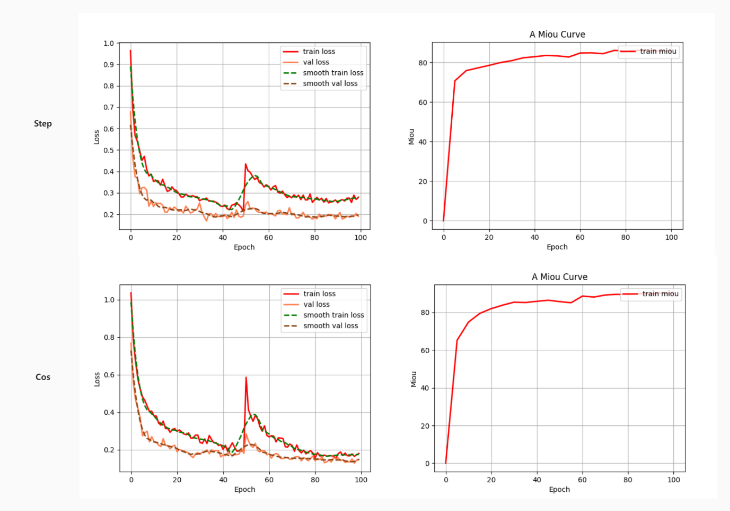 Step
1.0
0.9
0.8
0.7
0.6
0.5
0.4
0.3
0.2
Loss
0 20 40 60 80 100
Epoch
train loss
val loss
smooth train loss
smooth val loss
A Miou Curve
80
60
40
20
0
Miou
0 20 40 60 80 100
Epoch
train miou
Cos
1.0
0.8
0.6
0.4
0.2
Loss
0 20 40 60 80 100
Epoch
train loss
val loss
smooth train loss
smooth val loss
A Miou Curve
80
60
40
20
0
Miou
0 20 40 60 80 100
Epoch
train miou